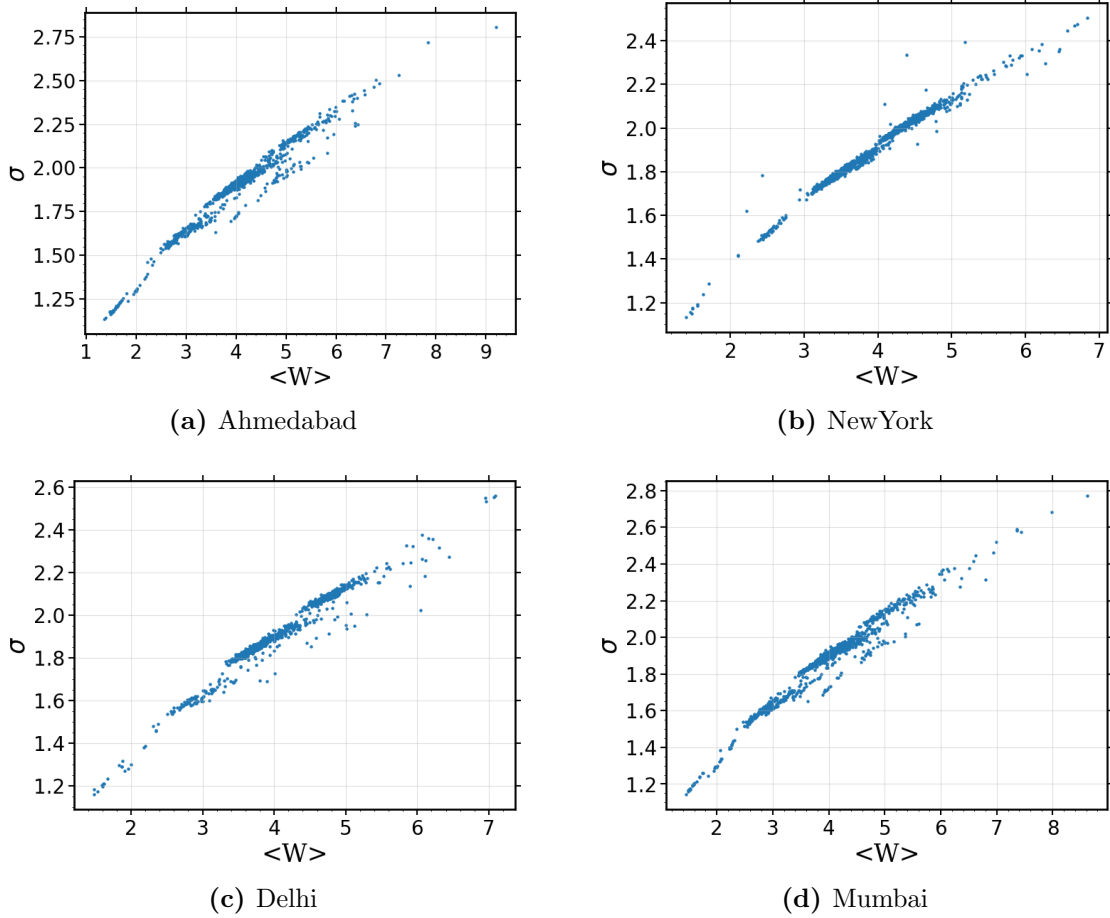 2.75
2.50
2.25
2.00
1.75
1.50
1.25
σ
1 2 3 4 5 6 7 8 9
<W>
(a) Ahmedabad
2.4
2.2
2.0
1.8
1.6
1.4
1.2
σ
2 3 4 5 6 7
<W>
(b) NewYork
2.6
2.4
2.2
2.0
1.8
1.6
1.4
1.2
σ
2 3 4 5 6 7
<W>
(c) Delhi
2.8
2.6
2.4
2.2
2.0
1.8
1.6
1.4
1.2
σ
2 3 4 5 6 7 8
<W>
(d) Mumbai